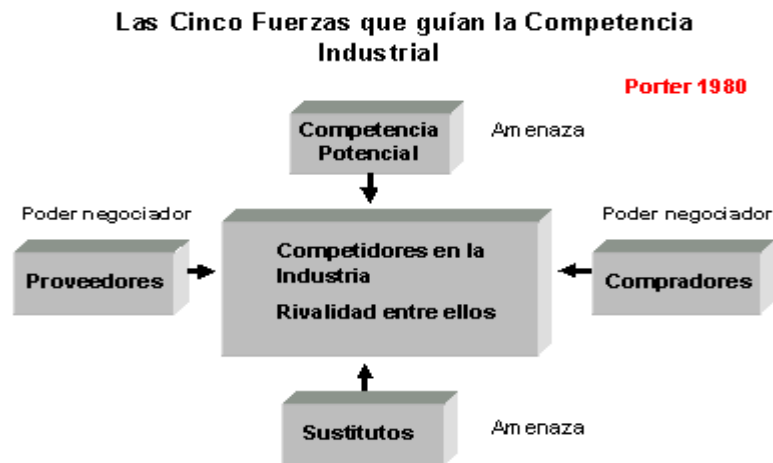 Las Cinco Fuerzas que guían la Competencia
Industrial
Porter 1980
Competencia
Potencial
Amenaza
Poder negociador
Poder negociador
Proveedores
Competidores en la
Industria
Rivalidad entre ellos
Compradores
Sustitutos
Amenaza